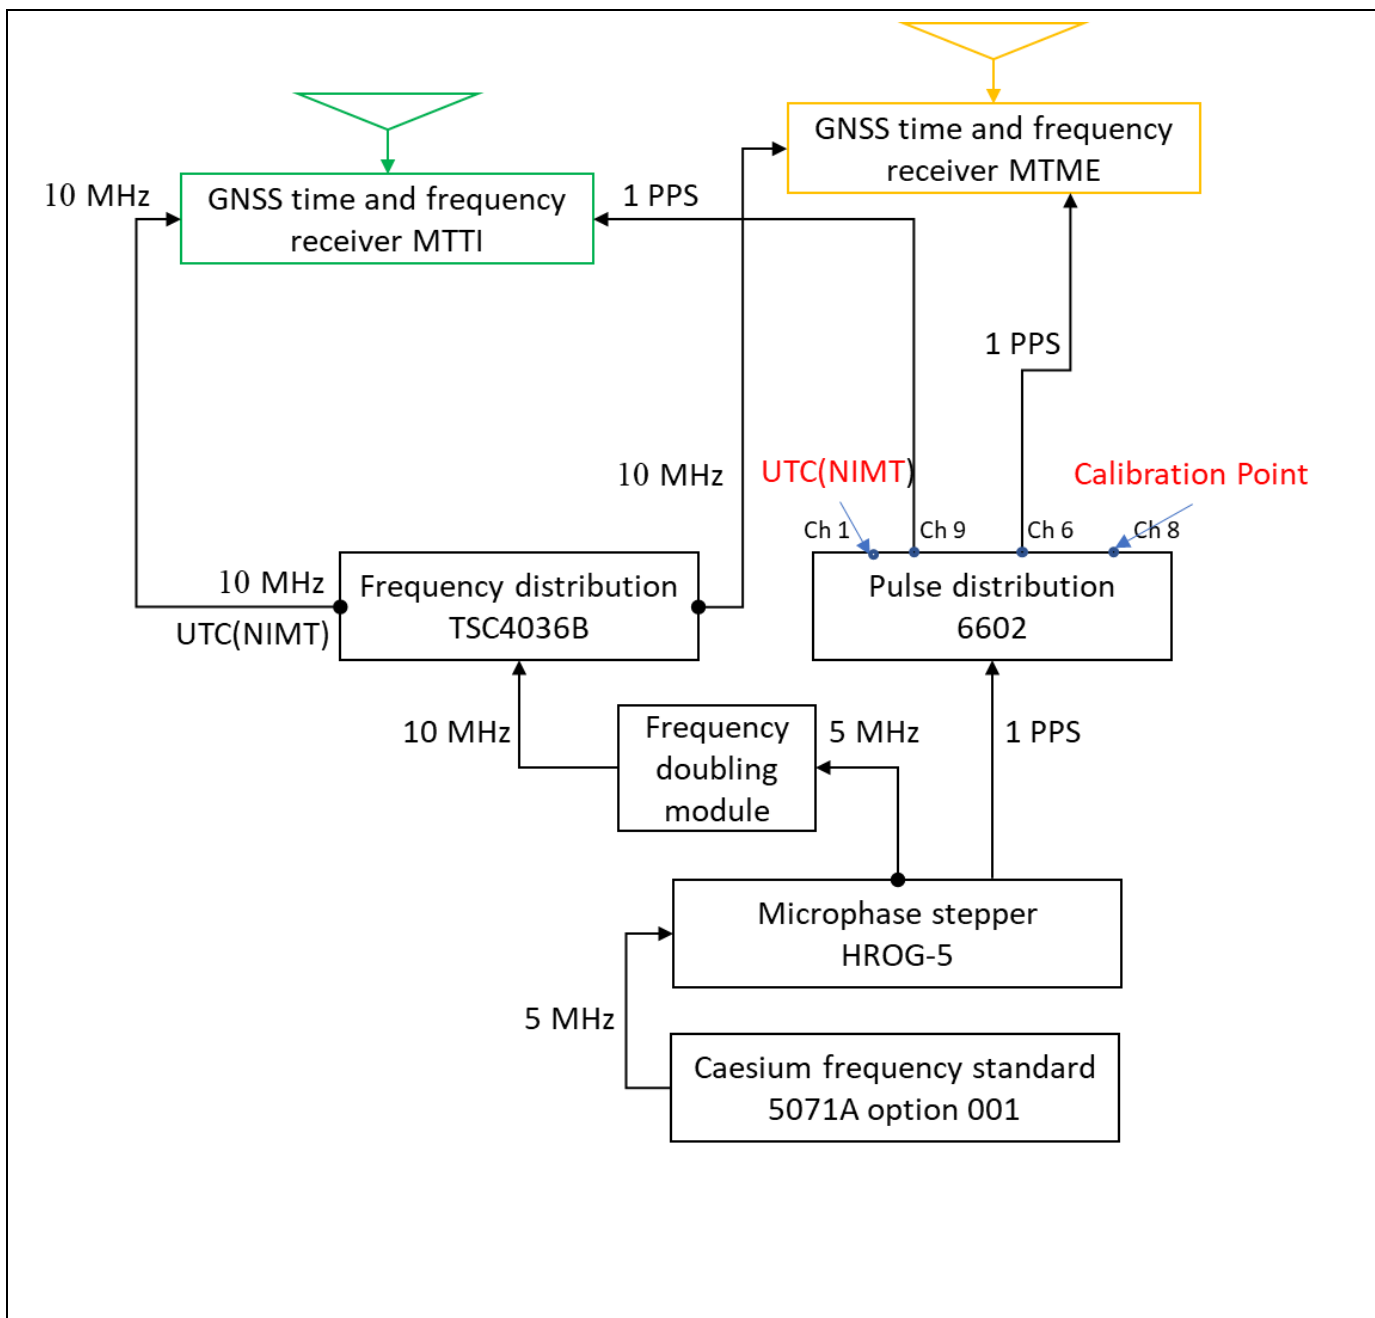 GNSS time and frequency
receiver MTME
10 MHz
GNSS time and frequency
receiver MTTI
1 PPS
1 PPS
10 MHz
UTC(NIMT)
Calibration Point
Ch 1
Ch 9
Ch 6
Ch 8
10 MHz
UTC(NIMT)
Frequency distribution
TSC4036B
Pulse distribution
6602
10 MHz
Frequency
doubling
module
5 MHz
1 PPS
Microphase stepper
HROG-5
5 MHz
Caesium frequency standard
5071A option 001